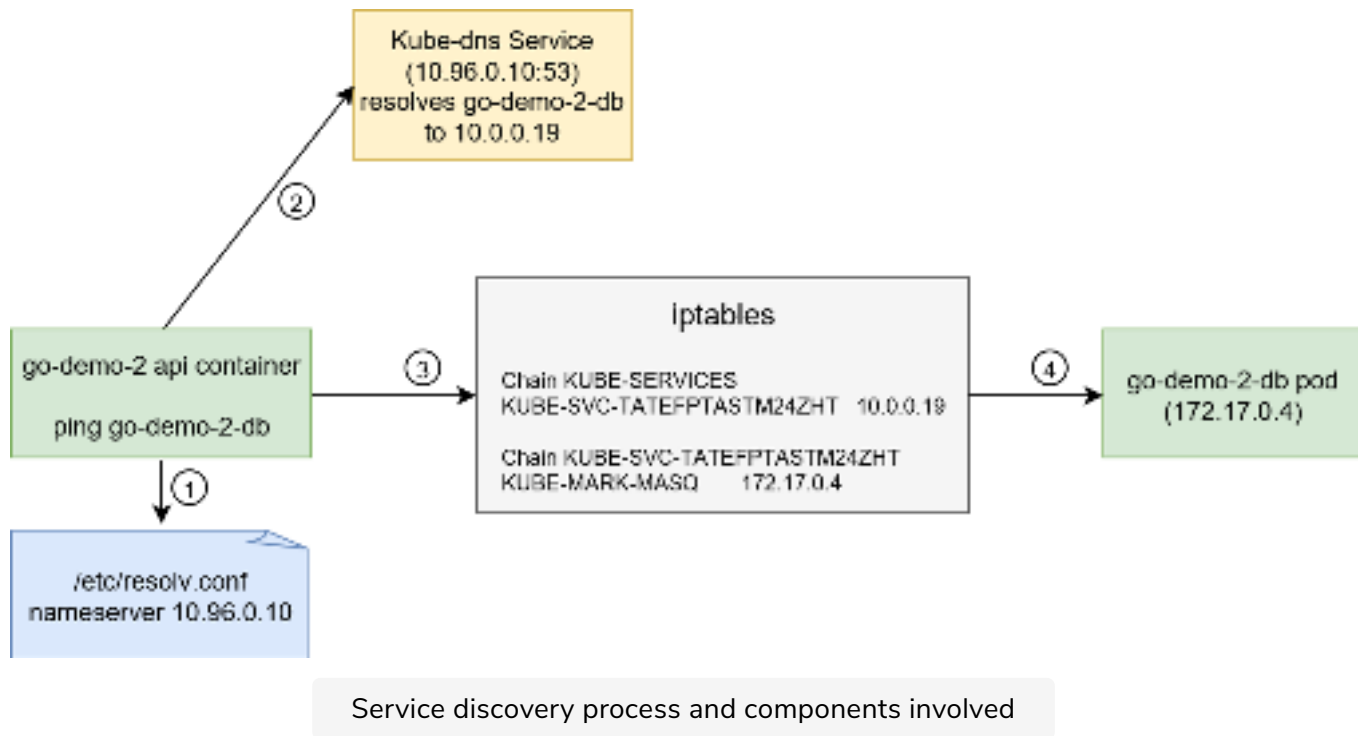 Kube-dns Service
(10.96.0.10:53)
resolves go-demo-2-db
to 10.0.0.19
2
go-demo-2 api container
ping go-demo-2-db
3
iptables
Chain KUBE-SERVICES
KUBE-SVC-TATEFPTASTM24ZHT 10.0.0.19
Chain KUBE-SVC-TATEFPTASTM24ZHT
KUBE-MARK-MASQ 172.17.0.4
4
go-demo-2-db pod
(172.17.0.4)
1
/etc/resolv.conf
nameserver 10.96.0.10
Service discovery process and components involved